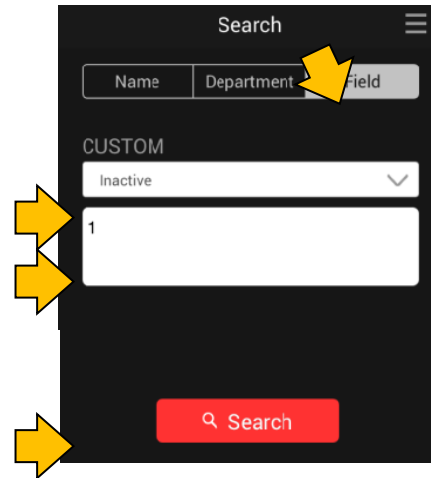 Search
Name Department Field
CUSTOM
Inactive
1
Search